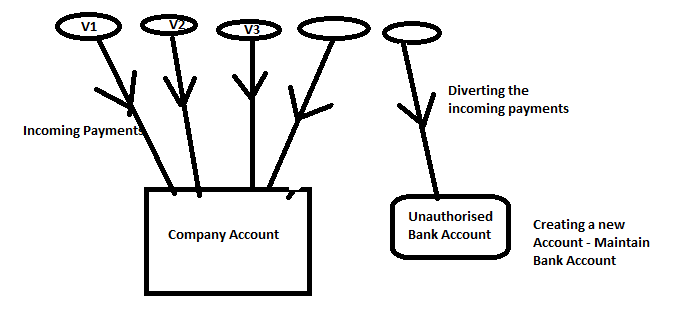 V1
V2
V3
Diverting the
incoming payments
Incoming Payments
Company Account
Unauthorised
Bank Account
Creating a new
Account - Maintain
Bank Account